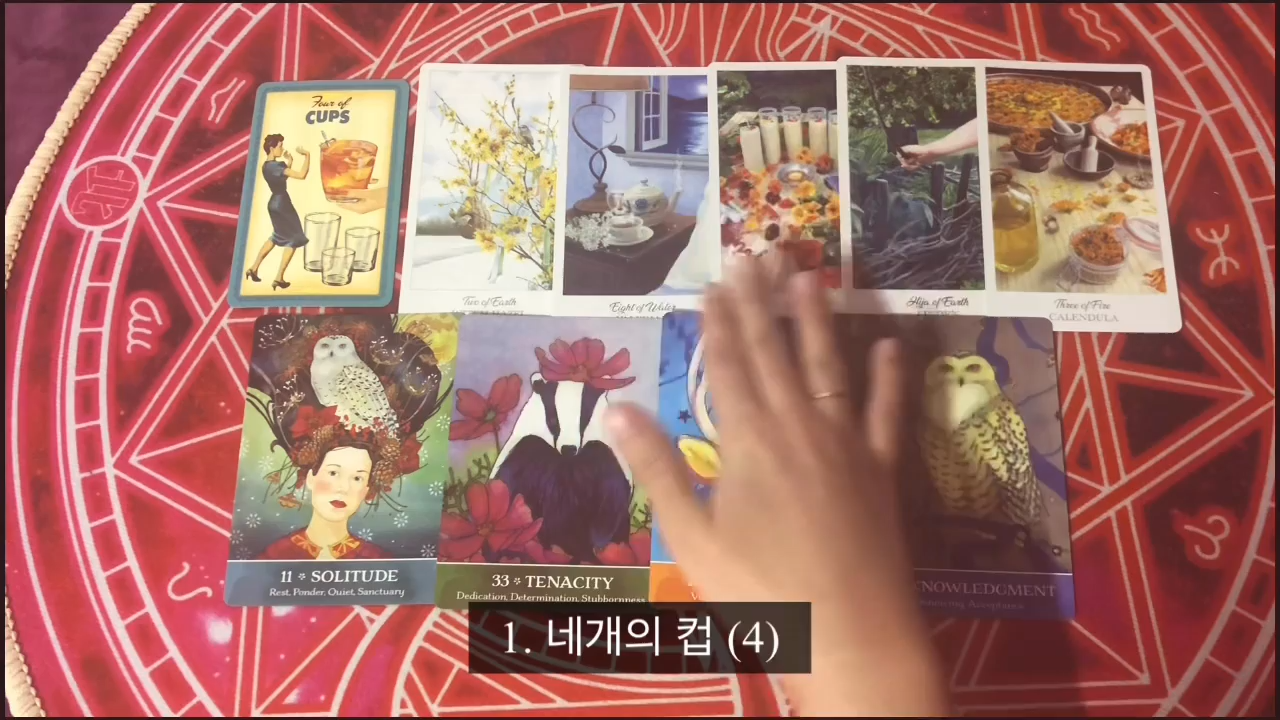 Four of
CUPS
Two of Earth
Eight of Water
Hija of Earth
Three of Fire
CALENDULA
11 * SOLITUDE
Rest, Ponder, Quiet, Sanctuary
33 * TENACITY
Dedication, Determination, Stubbornness
1. 네개의 컵 (4)